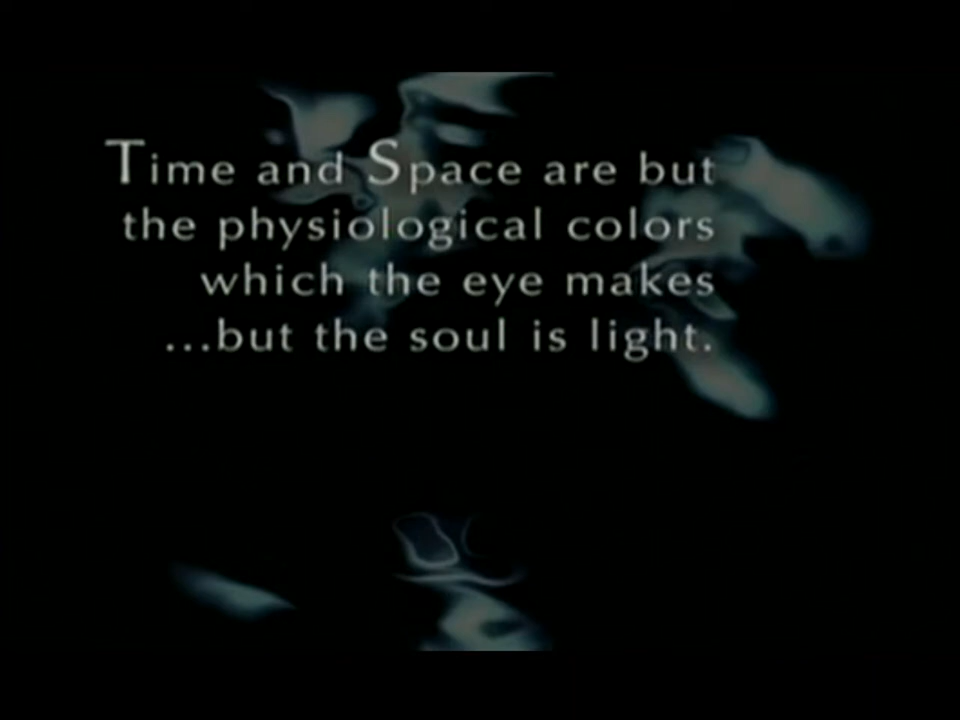 Time and Space are but
the physiological colors
which the eye makes
...but the soul is light.